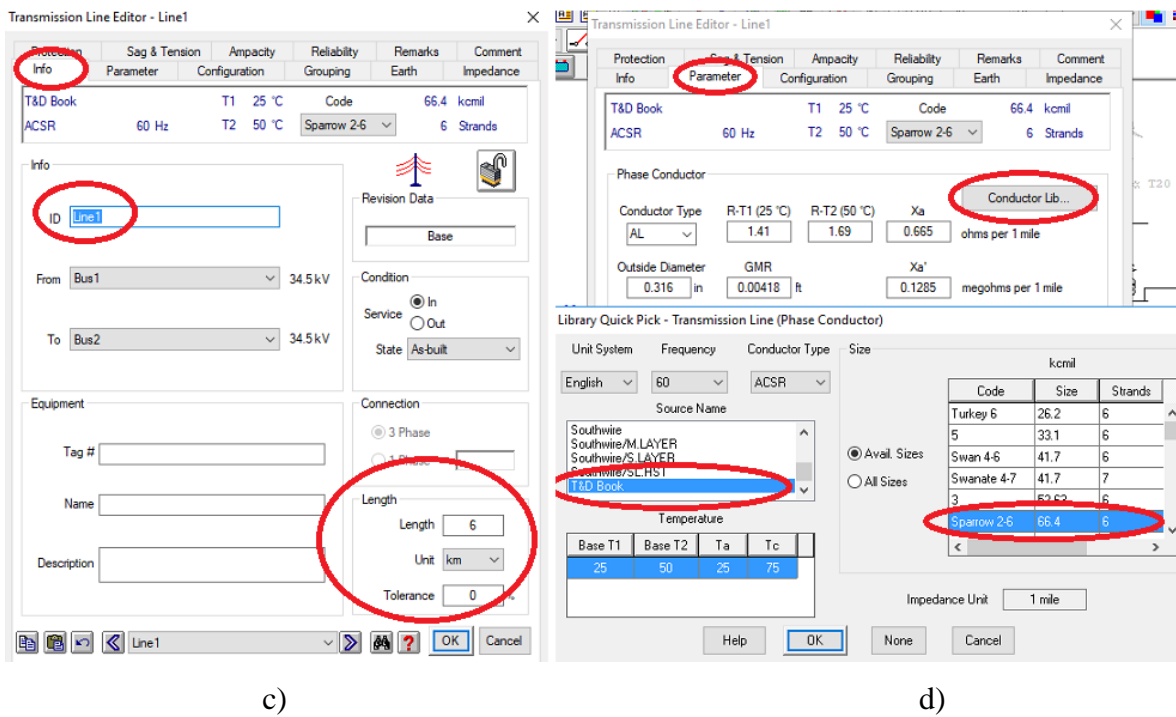 Transmission Line Editor - Line1
Protection Sag & Tension Ampacity Reliability Remarks Comment
Info Parameter Configuration Grouping Earth Impedance
T&D Book T1 25 °C Code 66.4 kcmil
ACSR 60 Hz T2 50 °C Sparrow 2-6 6 Strands
Info
ID Line1
Revision Data
Base
From Bus1 34.5 kV
To Bus2 34.5 kV
Condition
Service In
Out
State As-built
Equipment
Tag #
Name
Description
Connection
3 Phase
1 Phase
Length
Length 6
Unit km
Tolerance 0 %
Line1 OK Cancel
c)
Transmission Line Editor - Line1
Protection Sag & Tension Ampacity Reliability Remarks Comment
Info Parameter Configuration Grouping Earth Impedance
T&D Book T1 25 °C Code 66.4 kcmil
ACSR 60 Hz T2 50 °C Sparrow 2-6 6 Strands
T20
Phase Conductor
Conductor Lib...
Conductor Type R-T1 (25 °C) R-T2 (50 °C) Xa
AL 1.41 1.69 0.665 ohms per 1 mile
Outside Diameter GMR Xa'
0.316 in 0.00418 ft 0.1285 megohms per 1 mile
Library Quick Pick - Transmission Line (Phase Conductor)
Unit System Frequency Conductor Type
English 60 ACSR
Source Name
Southwire
Southwire/M.LAYER
Southwire/S.LAYER
Southwire/SL.HST
T&D Book
Temperature
Base T1 Base T2 Ta Tc
25 50 25 75
Size
kcmil
Avail. Sizes
All Sizes
Code Size Strands
Turkey 6 26.2 6
5 33.1 6
Swan 4-6 41.7 6
Swanate 4-7 41.7 7
3 52.63 6
Sparrow 2-6 66.4 6
Impedance Unit 1 mile
Help OK None Cancel
d)